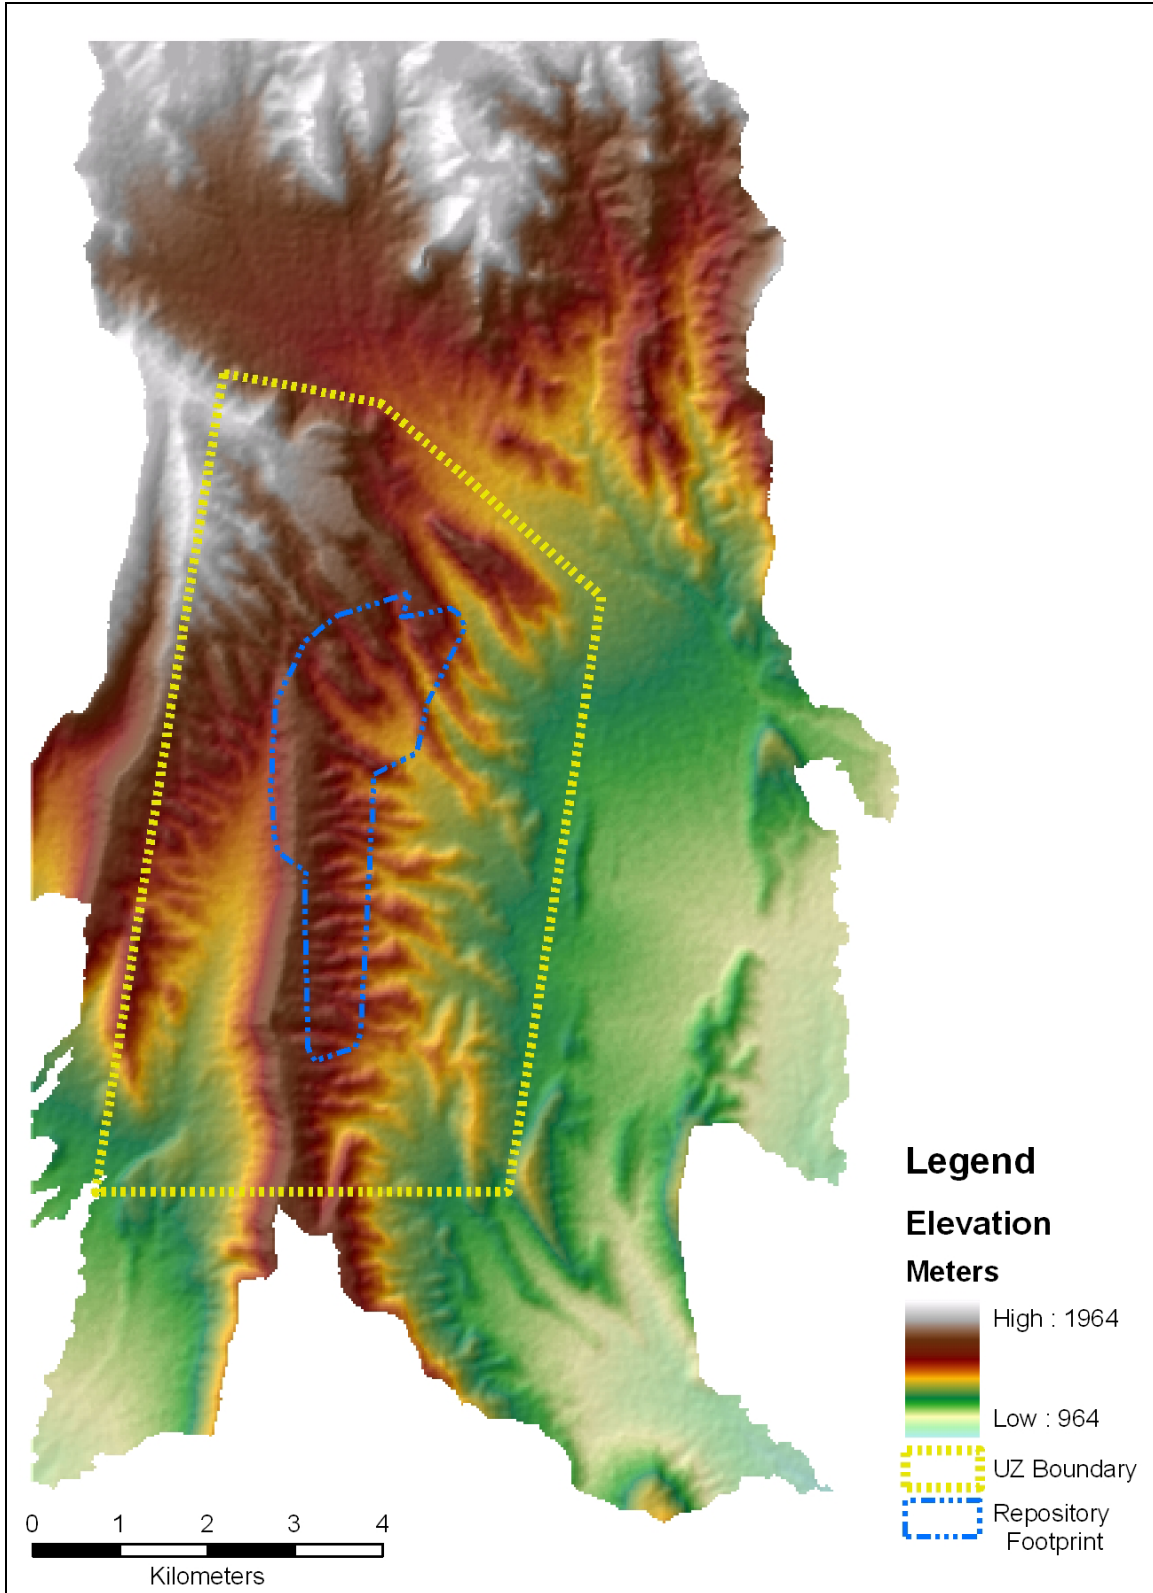 Legend
Elevation
Meters
High : 1964
Low : 964
UZ Boundary
Repository
Footprint
0 1 2 3 4
Kilometers